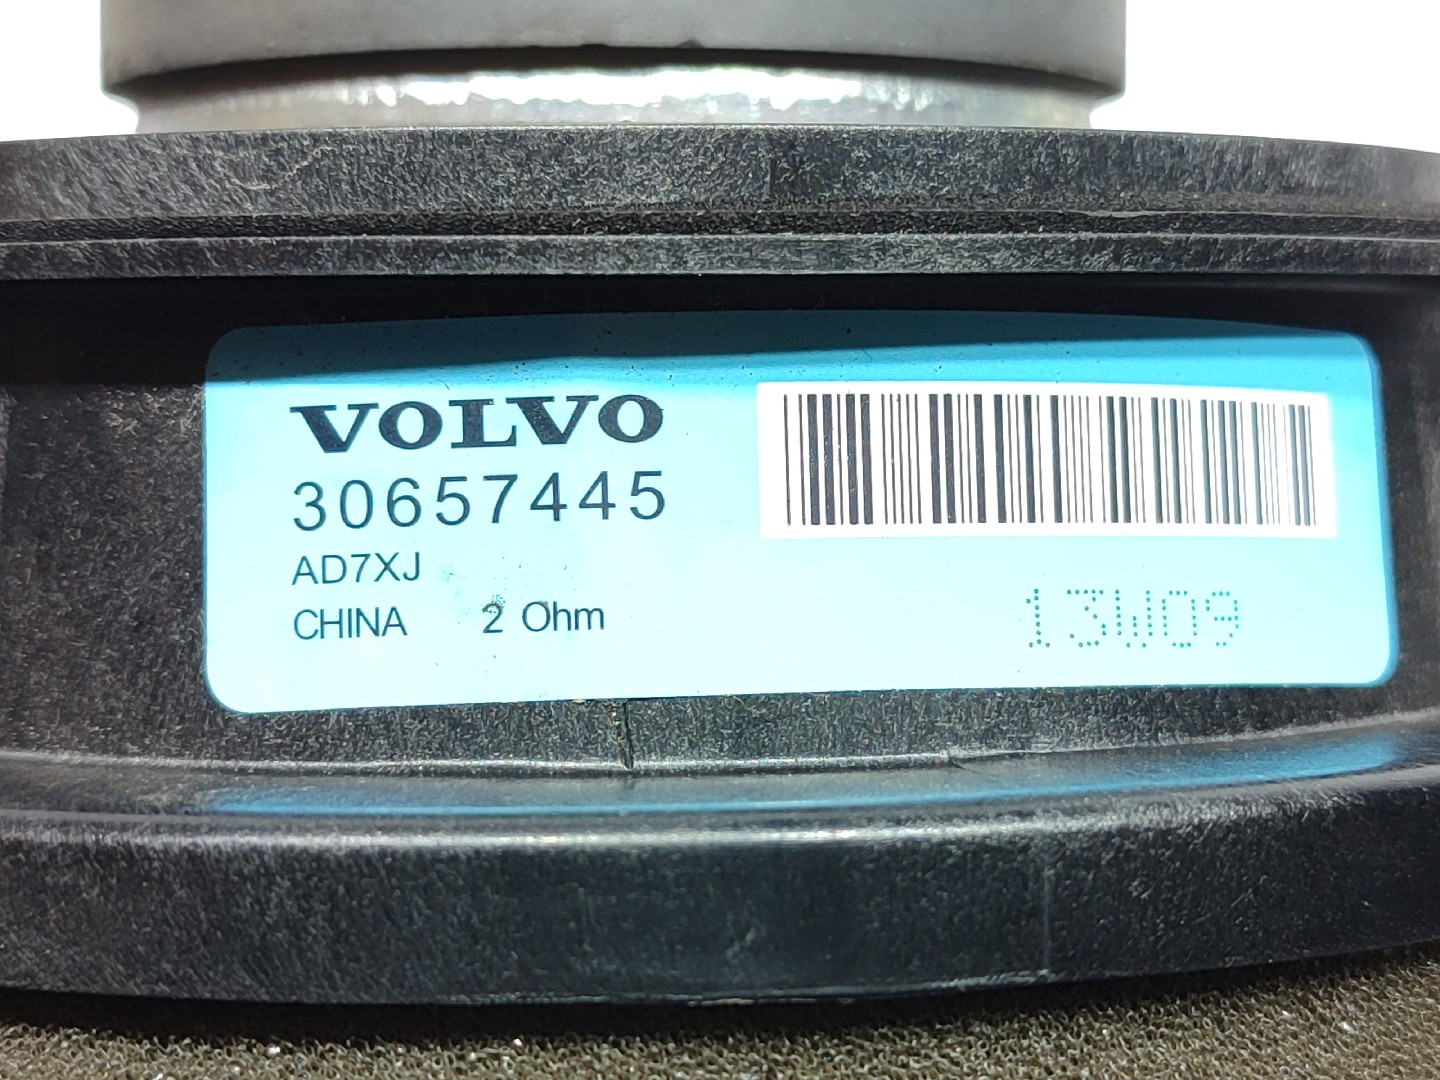 VOLVO
30657445
AD7XJ
CHINA 2 Ohm
13W09